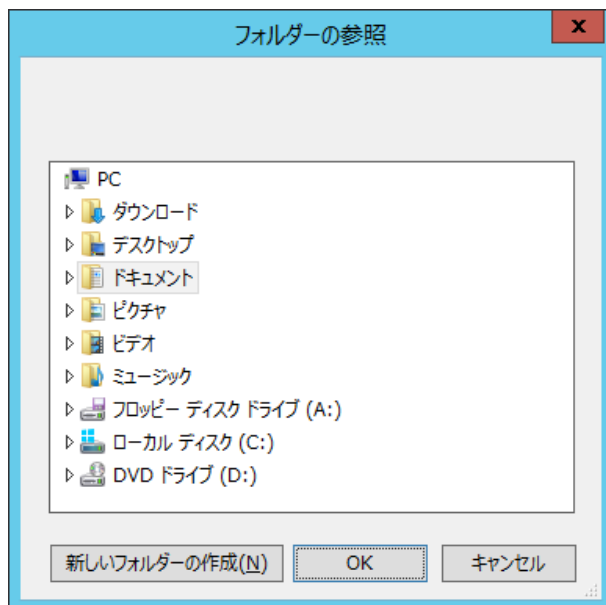 フォルダーの参照
x
PC
ダウンロード
デスクトップ
ドキュメント
ピクチャ
ビデオ
ミュージック
フロッピー ディスク ドライブ (A:)
ローカル ディスク (C:)
DVD ドライブ (D:)
新しいフォルダーの作成(N) OK キャンセル